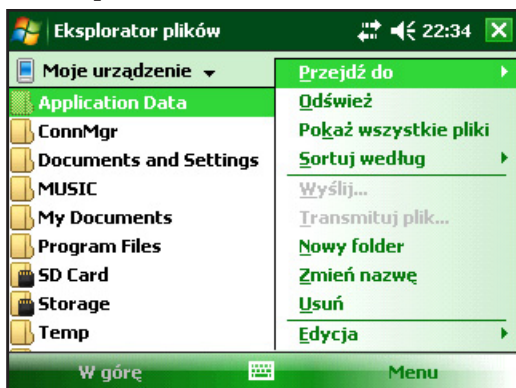 Eksplorator plików 22:34
Moje urządzenie
Application Data
ConnMgr
Documents and Settings
MUSIC
My Documents
Program Files
SD Card
Storage
Temp
Przejdź do
Odśwież
Pokaż wszystkie pliki
Sortuj według
Wyślij...
Transmituj plik...
Nowy folder
Zmień nazwę
Usuń
Edycja
W górę Menu